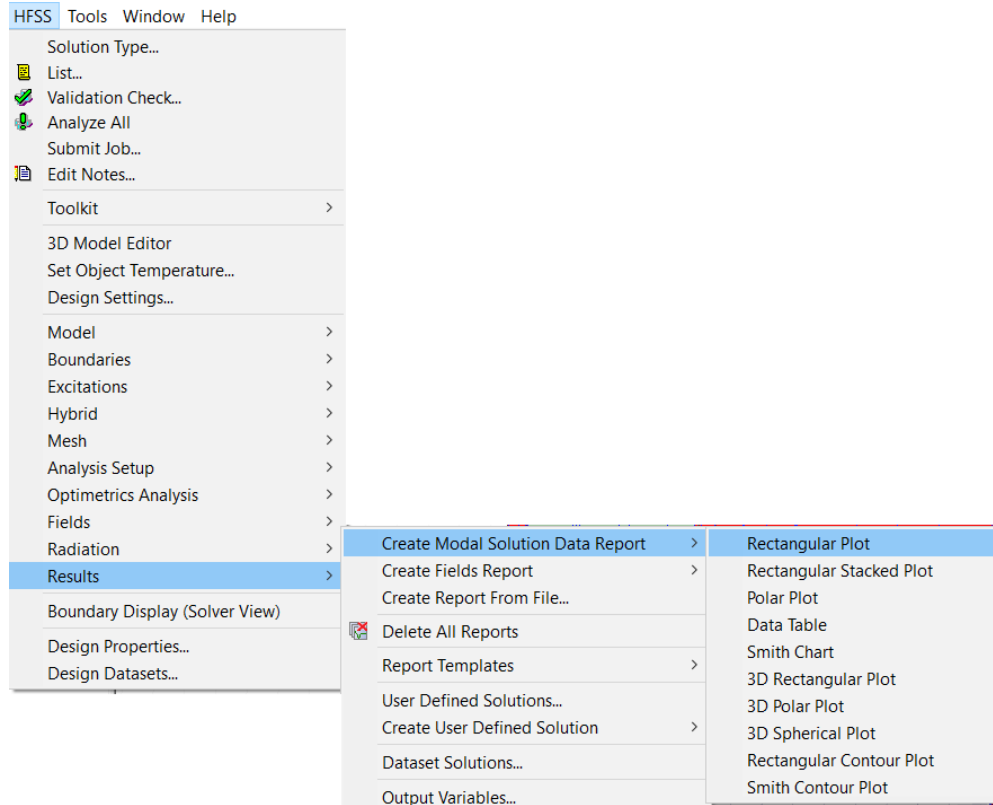 HFSS Tools Window Help
Solution Type...
List...
Validation Check...
Analyze All
Submit Job...
Edit Notes...
Toolkit
3D Model Editor
Set Object Temperature...
Design Settings...
Model
Boundaries
Excitations
Hybrid
Mesh
Analysis Setup
Optimetrics Analysis
Fields
Radiation
Results
Boundary Display (Solver View)
Design Properties...
Design Datasets...
Create Modal Solution Data Report
Create Fields Report
Create Report From File...
Delete All Reports
Report Templates
User Defined Solutions...
Create User Defined Solution
Dataset Solutions...
Output Variables...
Rectangular Plot
Rectangular Stacked Plot
Polar Plot
Data Table
Smith Chart
3D Rectangular Plot
3D Polar Plot
3D Spherical Plot
Rectangular Contour Plot
Smith Contour Plot